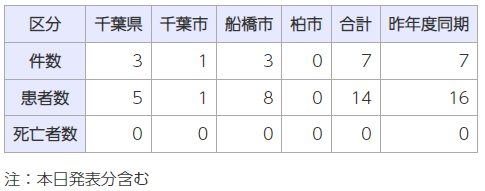 区分 千葉県 千葉市 船橋市 柏市 合計 昨年度同期
件数 3 1 3 0 7 7
患者数 5 1 8 0 14 16
死亡者数 0 0 0 0 0 0
注：本日発表分含む